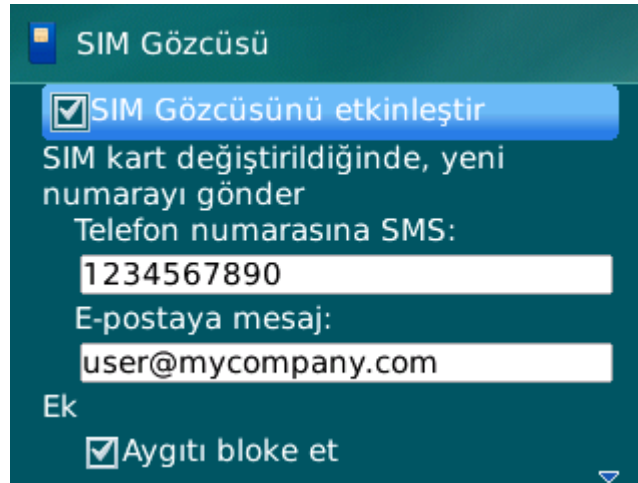 SIM Gözcüsü
SIM Gözcüsünü etkinleştir
SIM kart değiştirildiğinde, yeni
numarayı gönder
Telefon numarasına SMS:
1234567890
E-postaya mesaj:
user@mycompany.com
Ek
Aygıtı bloke et